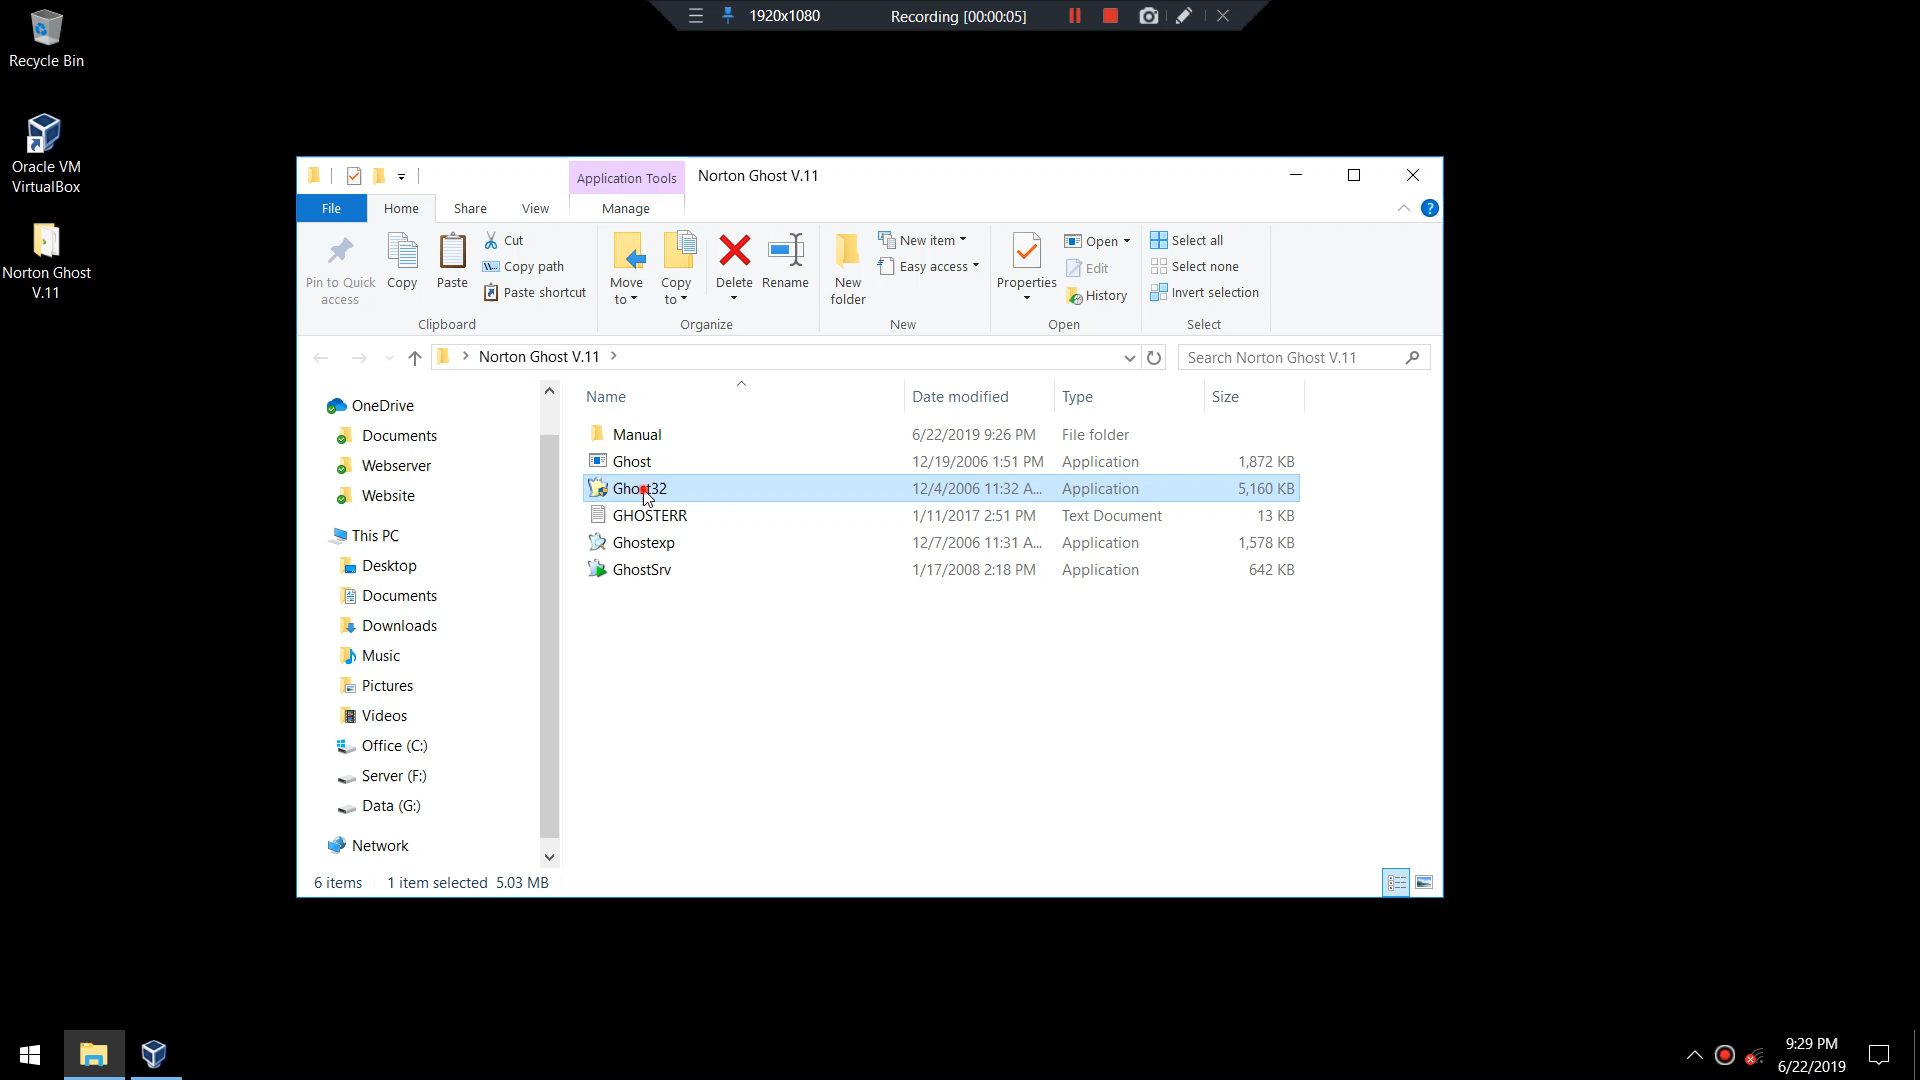 1920x1080
Recording [00:00:05]
Recycle Bin
Oracle VM
VirtualBox
Norton Ghost
V.11
Application Tools
Norton Ghost V.11
File
Home
Share
View
Manage
Pin to Quick
access
Copy
Paste
Cut
Copy path
Paste shortcut
Clipboard
Move
to
Copy
to
Delete
Rename
Organize
New
folder
New item
Easy access
New
Properties
Open
Edit
History
Open
Select all
Select none
Invert selection
Select
Norton Ghost V.11
Search Norton Ghost V.11
OneDrive
Documents
Webserver
Website
This PC
Desktop
Documents
Downloads
Music
Pictures
Videos
Office (C:)
Server (F:)
Data (G:)
Network
Name Date modified Type Size
Manual 6/22/2019 9:26 PM File folder
Ghost 12/19/2006 1:51 PM Application 1,872 KB
Ghost32 12/4/2006 11:32 A... Application 5,160 KB
GHOSTERR 1/11/2017 2:51 PM Text Document 13 KB
Ghostexp 12/7/2006 11:31 A... Application 1,578 KB
GhostSrv 1/17/2008 2:18 PM Application 642 KB
6 items 1 item selected 5.03 MB
9:29 PM
6/22/2019